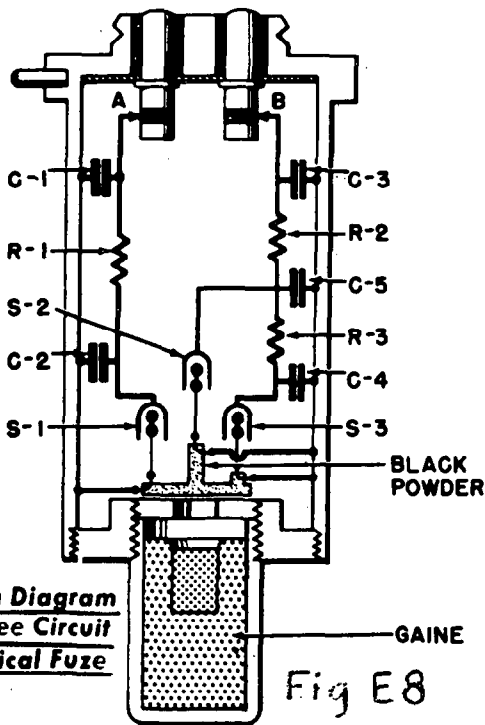 A
B
C-1
C-3
R-1
R-2
S-2
C-5
R-3
C-2
C-4
S-1
S-3
BLACK
POWDER
Diagram
ee Circuit
ical Fuze
GAINE
Fig E8